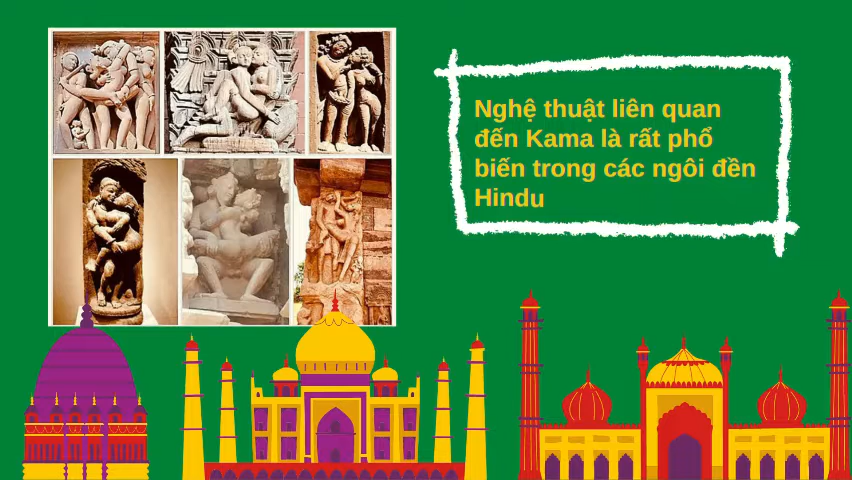 Nghệ thuật liên quan
đến Kama là rất phổ
biến trong các ngôi đền
Hindu